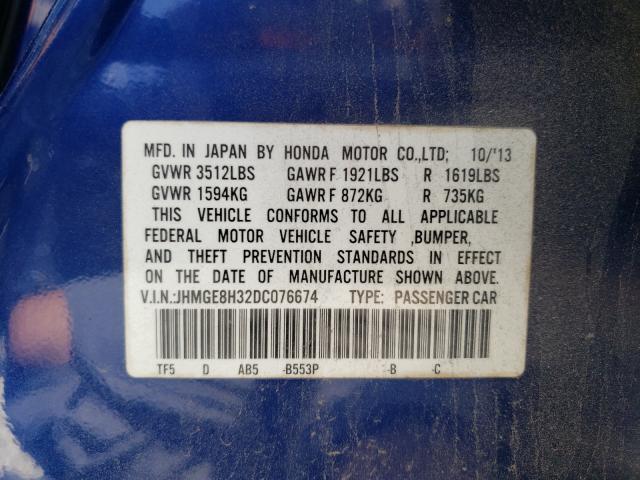 MFD. IN JAPAN BY HONDA MOTOR CO.,LTD; 10/'13
GVWR 3512LBS GAWR F 1921LBS R 1619LBS
GVWR 1594KG GAWR F 872KG R 735KG
THIS VEHICLE CONFORMS TO ALL APPLICABLE
FEDERAL MOTOR VEHICLE SAFETY ,BUMPER,
AND THEFT PREVENTION STANDARDS IN EFFECT
ON THE DATE OF MANUFACTURE SHOWN ABOVE.
V.I.N.:JHMGE8H32DC076674 TYPE: PASSENGER CAR
TF5 D AB5 -B553P -B -C